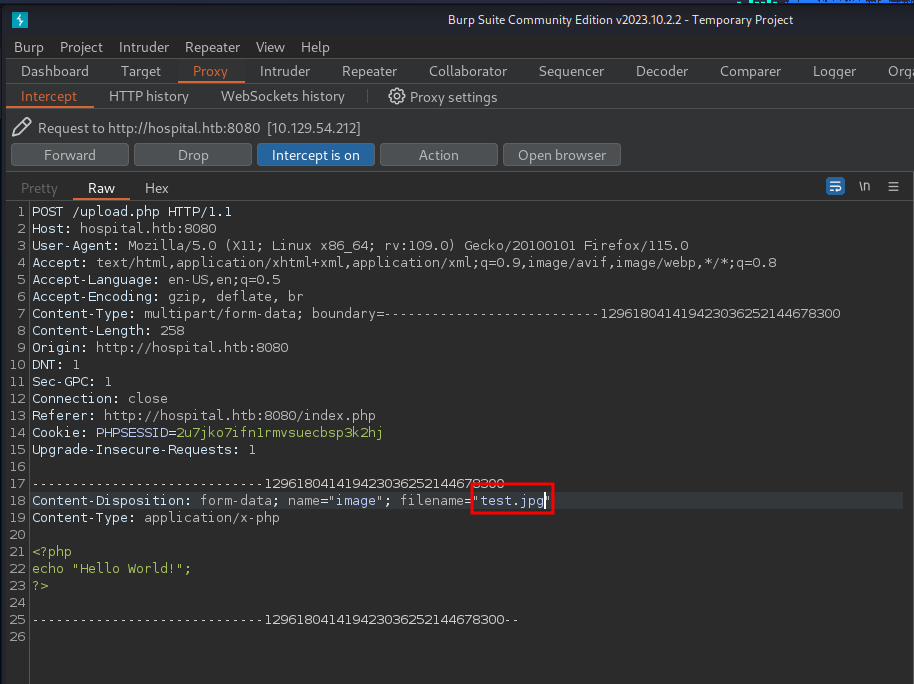 Burp Suite Community Edition v2023.10.2.2 - Temporary Project
Burp Project Intruder Repeater View Help
Dashboard Target Proxy Intruder Repeater Collaborator Sequencer Decoder Comparer Logger Orga
Intercept HTTP history WebSockets history Proxy settings
Request to http://hospital.htb:8080 [10.129.54.212]
Forward Drop Intercept is on Action Open browser
Pretty Raw Hex \n
1 POST /upload.php HTTP/1.1
2 Host: hospital.htb:8080
3 User-Agent: Mozilla/5.0 (X11; Linux x86_64; rv:109.0) Gecko/20100101 Firefox/115.0
4 Accept: text/html,application/xhtml+xml,application/xml;q=0.9,image/avif,image/webp,*/*;q=0.8
5 Accept-Language: en-US,en;q=0.5
6 Accept-Encoding: gzip, deflate, br
7 Content-Type: multipart/form-data; boundary=---------------------------1296180414194230362521446​78300
8 Content-Length: 258
9 Origin: http://hospital.htb:8080
10 DNT: 1
11 Sec-GPC: 1
12 Connection: close
13 Referer: http://hospital.htb:8080/index.php
14 Cookie: PHPSESSID=2u7jko7ifn1rmvsuecbsp3k2hj
15 Upgrade-Insecure-Requests: 1
16
17 -----------------------------129618041419423036252144678300
18 Content-Disposition: form-data; name="image"; filename="test.jpg"
19 Content-Type: application/x-php
20
21 <?php
22 echo "Hello World!";
23 ?>
24
25 -----------------------------129618041419423036252144678300--
26